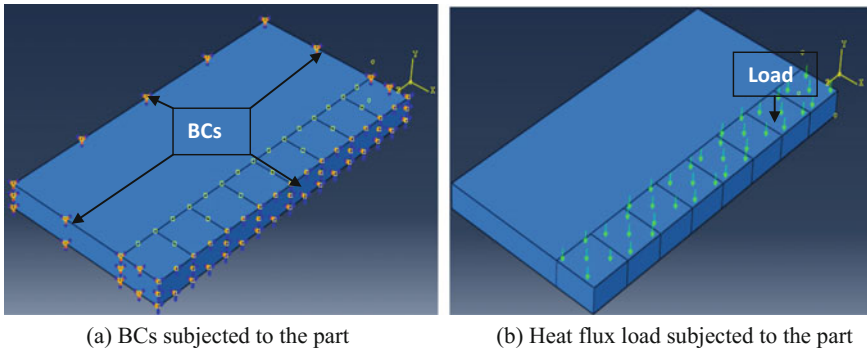 BCs
Load
Y
X
Z
Y
X
Z
(a) BCs subjected to the part
(b) Heat flux load subjected to the part